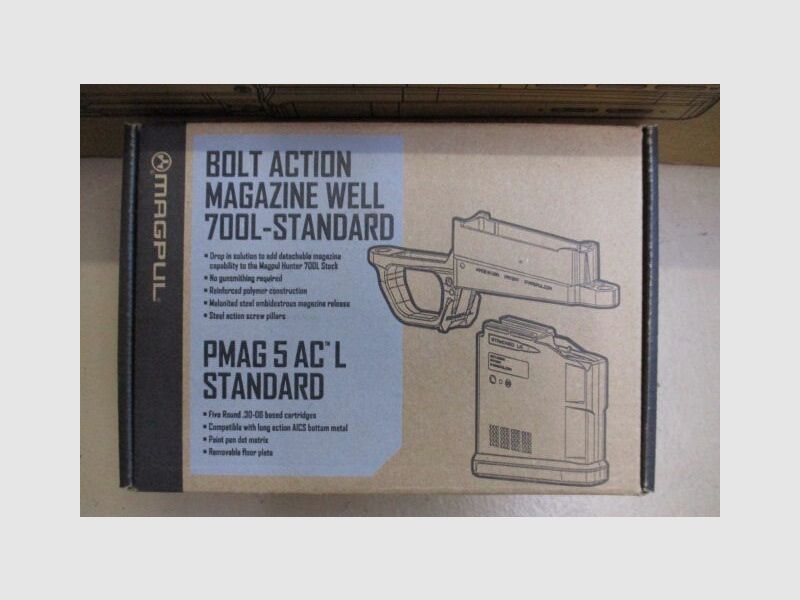 MAGPUL
BOLT ACTION
MAGAZINE WELL
700L-STANDARD
• Drop in solution to add detachable magazine
capability to the Magpul Hunter 700L Stock
• No gunsmithing required
• Reinforced polymer construction
• Melonited steel ambidextrous magazine release
• Steel action screw pillars
PMAG 5 AC™ L
STANDARD
• Five Round .30-06 based cartridges
• Compatible with long action AICS bottom metal
• Paint pen dot matrix
• Removable floor plate
STANDARD LA